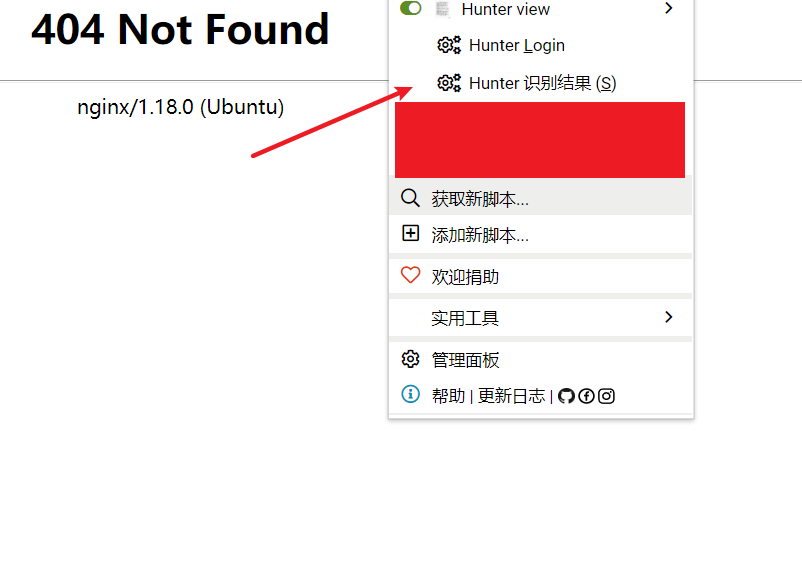 404 Not Found
nginx/1.18.0 (Ubuntu)
Hunter view
Hunter Login
Hunter 识别结果 (S)
获取新脚本...
添加新脚本...
欢迎捐助
实用工具
管理面板
帮助 | 更新日志 |